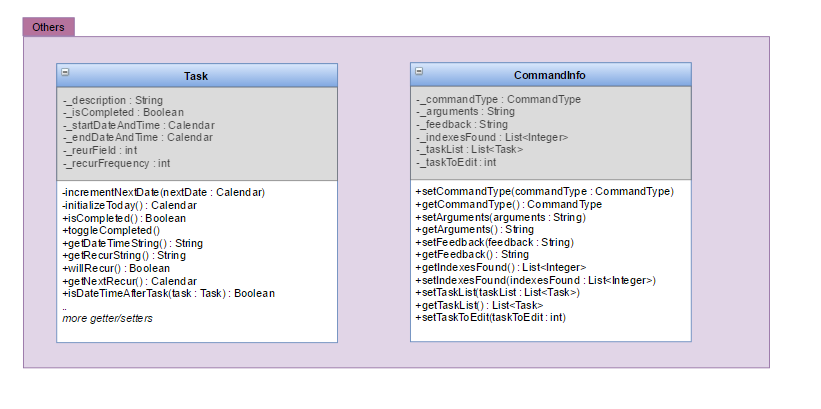 Others
Task
-_description : String
-_isCompleted : Boolean
-_startDateAndTime : Calendar
-_endDateAndTime : Calendar
-_reurField : int
-_recurFrequency : int
-incrementNextDate(nextDate : Calendar)
-initializeToday() : Calendar
+isCompleted() : Boolean
+toggleCompleted()
+getDateTimeString() : String
+getRecurString() : String
+willRecur() : Boolean
+getNextRecur() : Calendar
+isDateTimeAfterTask(task : Task) : Boolean
..
more getter/setters
CommandInfo
-_commandType : CommandType
-_arguments : String
-_feedback : String
-_indexesFound : List<Integer>
-_taskList : List<Task>
-_taskToEdit : int
+setCommandType(commandType : CommandType)
+getCommandType() : CommandType
+setArguments(arguments : String)
+getArguments() : String
+setFeedback(feedback : String)
+getFeedback() : String
+getIndexesFound() : List<Integer>
+setIndexesFound(indexesFound : List<Integer>)
+setTaskList(taskList : List<Task>)
+getTaskList() : List<Task>
+setTaskToEdit(taskToEdit : int)